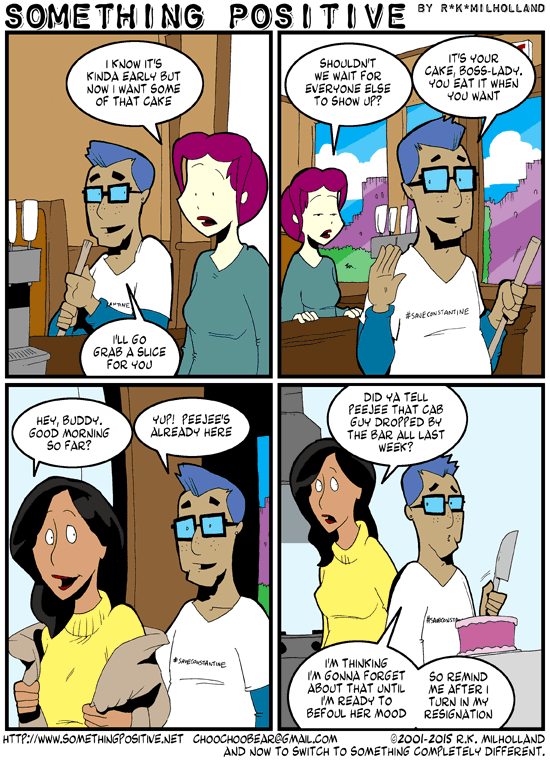 SOMETHING POSITIVE BY R*K*MILHOLLAND
I KNOW IT'S
KINDA EARLY BUT
NOW I WANT SOME
OF THAT CAKE
ANTINE
I'LL GO
GRAB A SLICE
FOR YOU
SHOULDN'T
WE WAIT FOR
EVERYONE ELSE
TO SHOW UP?
IT'S YOUR
CAKE, BOSS-LADY.
YOU EAT IT WHEN
YOU WANT
#SAVECONSTANTINE
HEY, BUDDY.
GOOD MORNING
SO FAR?
YUP! PEEJEE'S
ALREADY HERE
#SAVECONSTANTINE
DID YA TELL
PEEJEE THAT CAB
GUY DROPPED BY
THE BAR ALL LAST
WEEK?
#SAVECONSTA
I'M THINKING
I'M GONNA FORGET
ABOUT THAT UNTIL
I'M READY TO
BEFOUL HER MOOD
SO REMIND
ME AFTER I
TURN IN MY
RESIGNATION
HTTP://WWW.SOMETHINGPOSITIVE.NET CHOOCHOOBEAR@GMAIL.COM ©2001-2015 R.K. MILHOLLAND
AND NOW TO SWITCH TO SOMETHING COMPLETELY DIFFERENT.